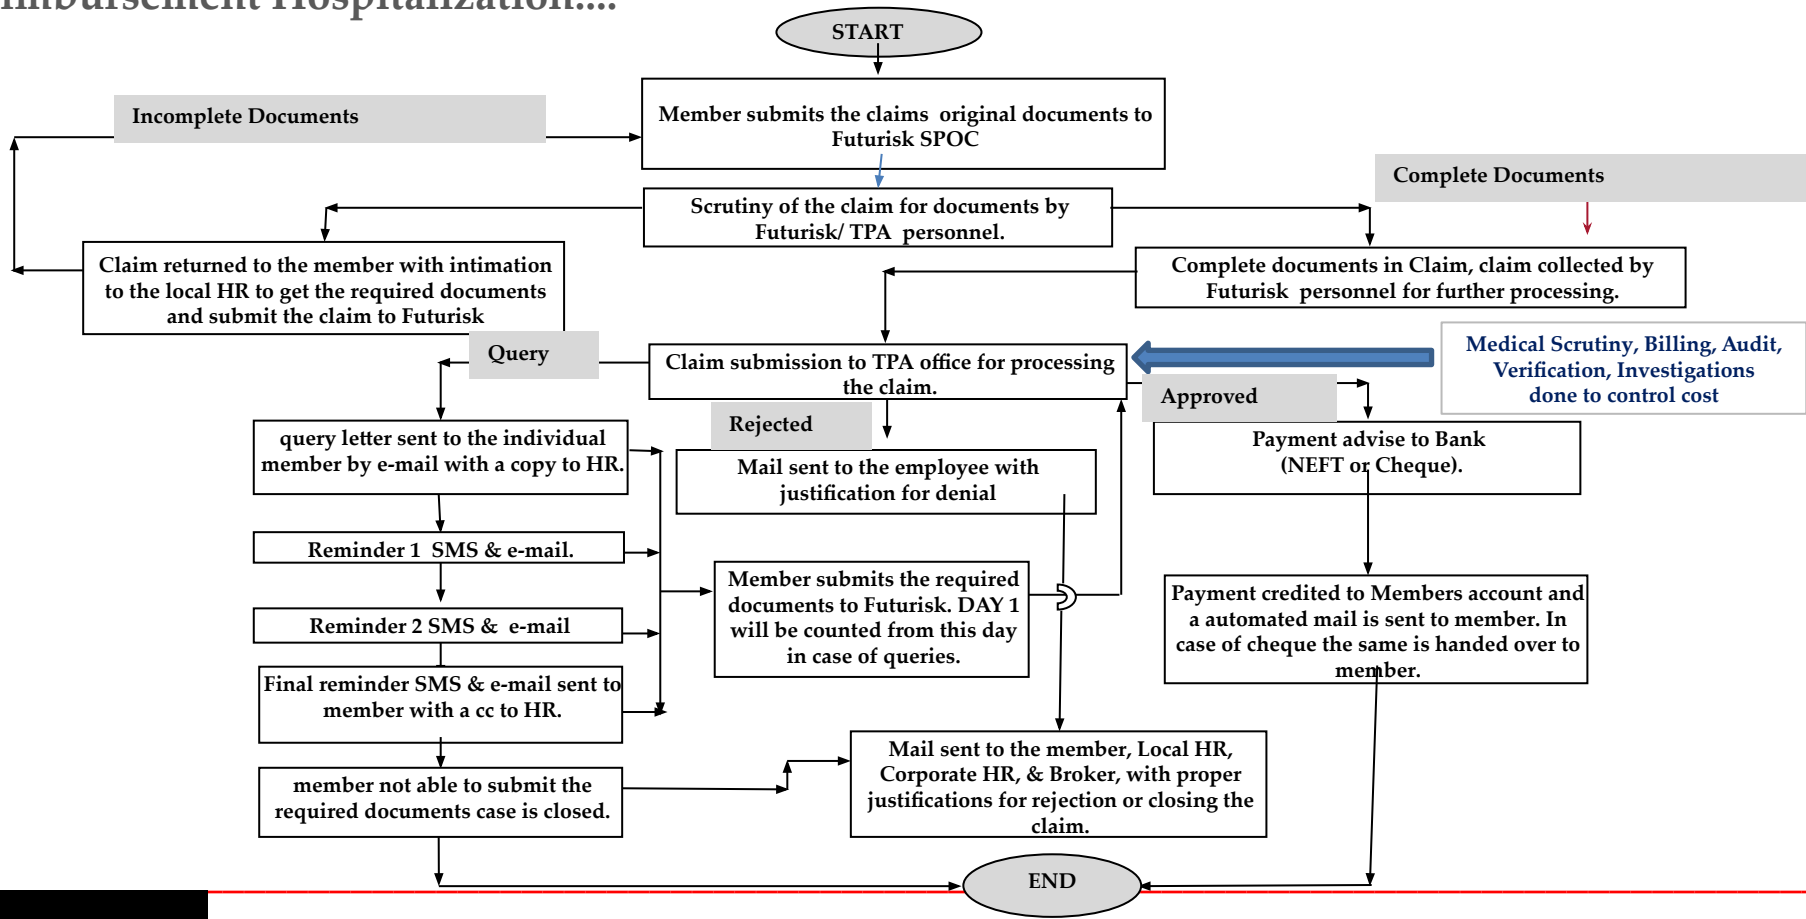 imbursement Hospitalization....
START
Incomplete Documents
Member submits the claims original documents to
Futurisk SPOC
Complete Documents
Scrutiny of the claim for documents by
Futurisk/ TPA personnel.
Claim returned to the member with intimation
to the local HR to get the required documents
and submit the claim to Futurisk
Complete documents in Claim, claim collected by
Futurisk personnel for further processing.
Query
Claim submission to TPA office for processing
the claim.
Medical Scrutiny, Billing, Audit,
Verification, Investigations
done to control cost
Approved
Rejected
query letter sent to the individual
member by e-mail with a copy to HR.
Mail sent to the employee with
justification for denial
Payment advise to Bank
(NEFT or Cheque).
Reminder 1 SMS & e-mail.
Member submits the required
documents to Futurisk. DAY 1
will be counted from this day
in case of queries.
Payment credited to Members account and
a automated mail is sent to member. In
case of cheque the same is handed over to
member.
Reminder 2 SMS & e-mail
Final reminder SMS & e-mail sent to
member with a cc to HR.
Mail sent to the member, Local HR,
Corporate HR, & Broker, with proper
justifications for rejection or closing the
claim.
member not able to submit the
required documents case is closed.
END